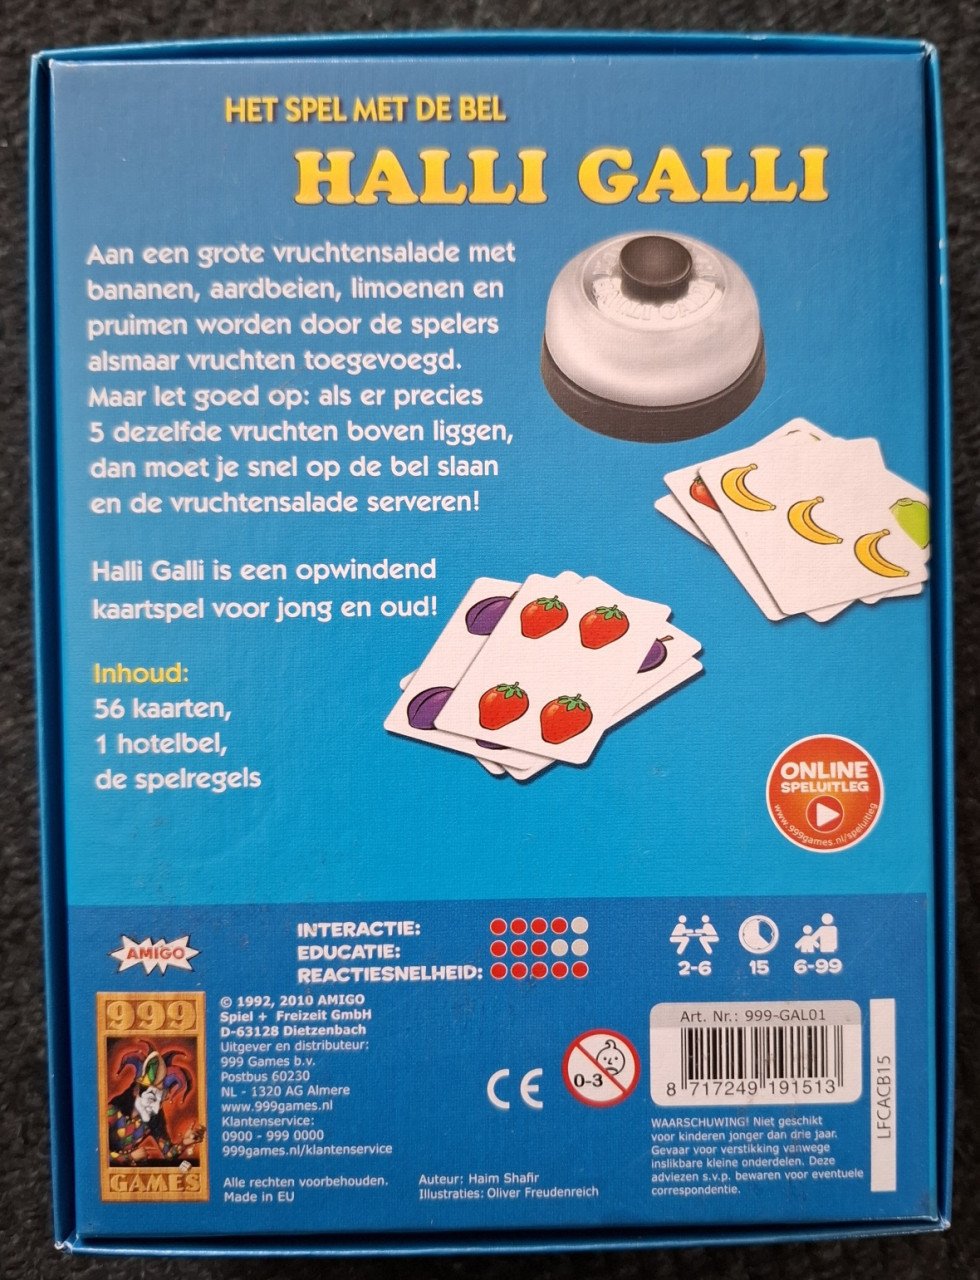 HET SPEL MET DE BEL
HALLI GALLI
Aan een grote vruchtensalade met
bananen, aardbeien, limoenen en
pruimen worden door de spelers
alsmaar vruchten toegevoegd.
Maar let goed op: als er precies
5 dezelfde vruchten boven liggen,
dan moet je snel op de bel slaan
en de vruchtensalade serveren!
Halli Galli is een opwindend
kaartspel voor jong en oud!
Inhoud:
56 kaarten,
1 hotelbel,
de spelregels
ONLINE
SPELUITLEG
www.999games.nl/speluitleg
AMIGO
INTERACTIE:
EDUCATIE:
REACTIESNELHEID:
2-6
15
6-99
999
GAMES
© 1992, 2010 AMIGO
Spiel + Freizeit GmbH
D-63128 Dietzenbach
Uitgever en distributeur:
999 Games b.v.
Postbus 60230
NL - 1320 AG Almere
www.999games.nl
Klantenservice:
0900 - 999 0000
999games.nl/klantenservice
Alle rechten voorbehouden.
Made in EU
Auteur: Haim Shafir
Illustraties: Oliver Freudenreich
CE
0-3
Art. Nr.: 999-GAL01
8 717249 191513
WAARSCHUWING! Niet geschikt
voor kinderen jonger dan drie jaar.
Gevaar voor verstikking vanwege
inslikbare kleine onderdelen. Deze
adviezen s.v.p. bewaren voor eventuele
correspondentie.
LFCACB15